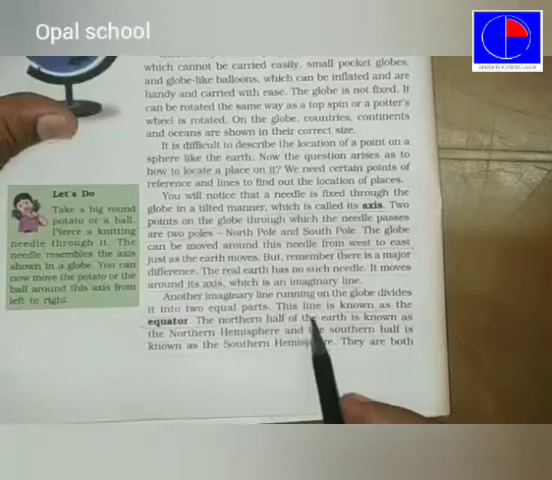 Opal school
which cannot be carried easily, small pocket globes,
and globe-like balloons, which can be inflated and are
handy and carried with ease. The globe is not fixed. It
can be rotated the same way as a top spin or a potter's
wheel is rotated. On the globe, countries, continents
and oceans are shown in their correct size.
It is difficult to describe the location of a point on a
sphere like the earth. Now the question arises as to
how to locate a place on it? We need certain points of
reference and lines to find out the location of places.
You will notice that a needle is fixed through the
globe in a tilted manner, which is called its axis. Two
points on the globe through which the needle passes
are two poles – North Pole and South Pole. The globe
can be moved around this needle from west to east
just as the earth moves. But, remember there is a major
difference. The real earth has no such needle. It moves
around its axis, which is an imaginary line.
Another imaginary line running on the globe divides
it into two equal parts. This line is known as the
equator. The northern half of the earth is known as
the Northern Hemisphere and the southern half is
known as the Southern Hemisphere. They are both
Let's Do
Take a big round
potato or a ball.
Pierce a knitting
needle through it. The
needle resembles the axis
shown in a globe. You can
now move the potato or the
ball around this axis from
left to right.